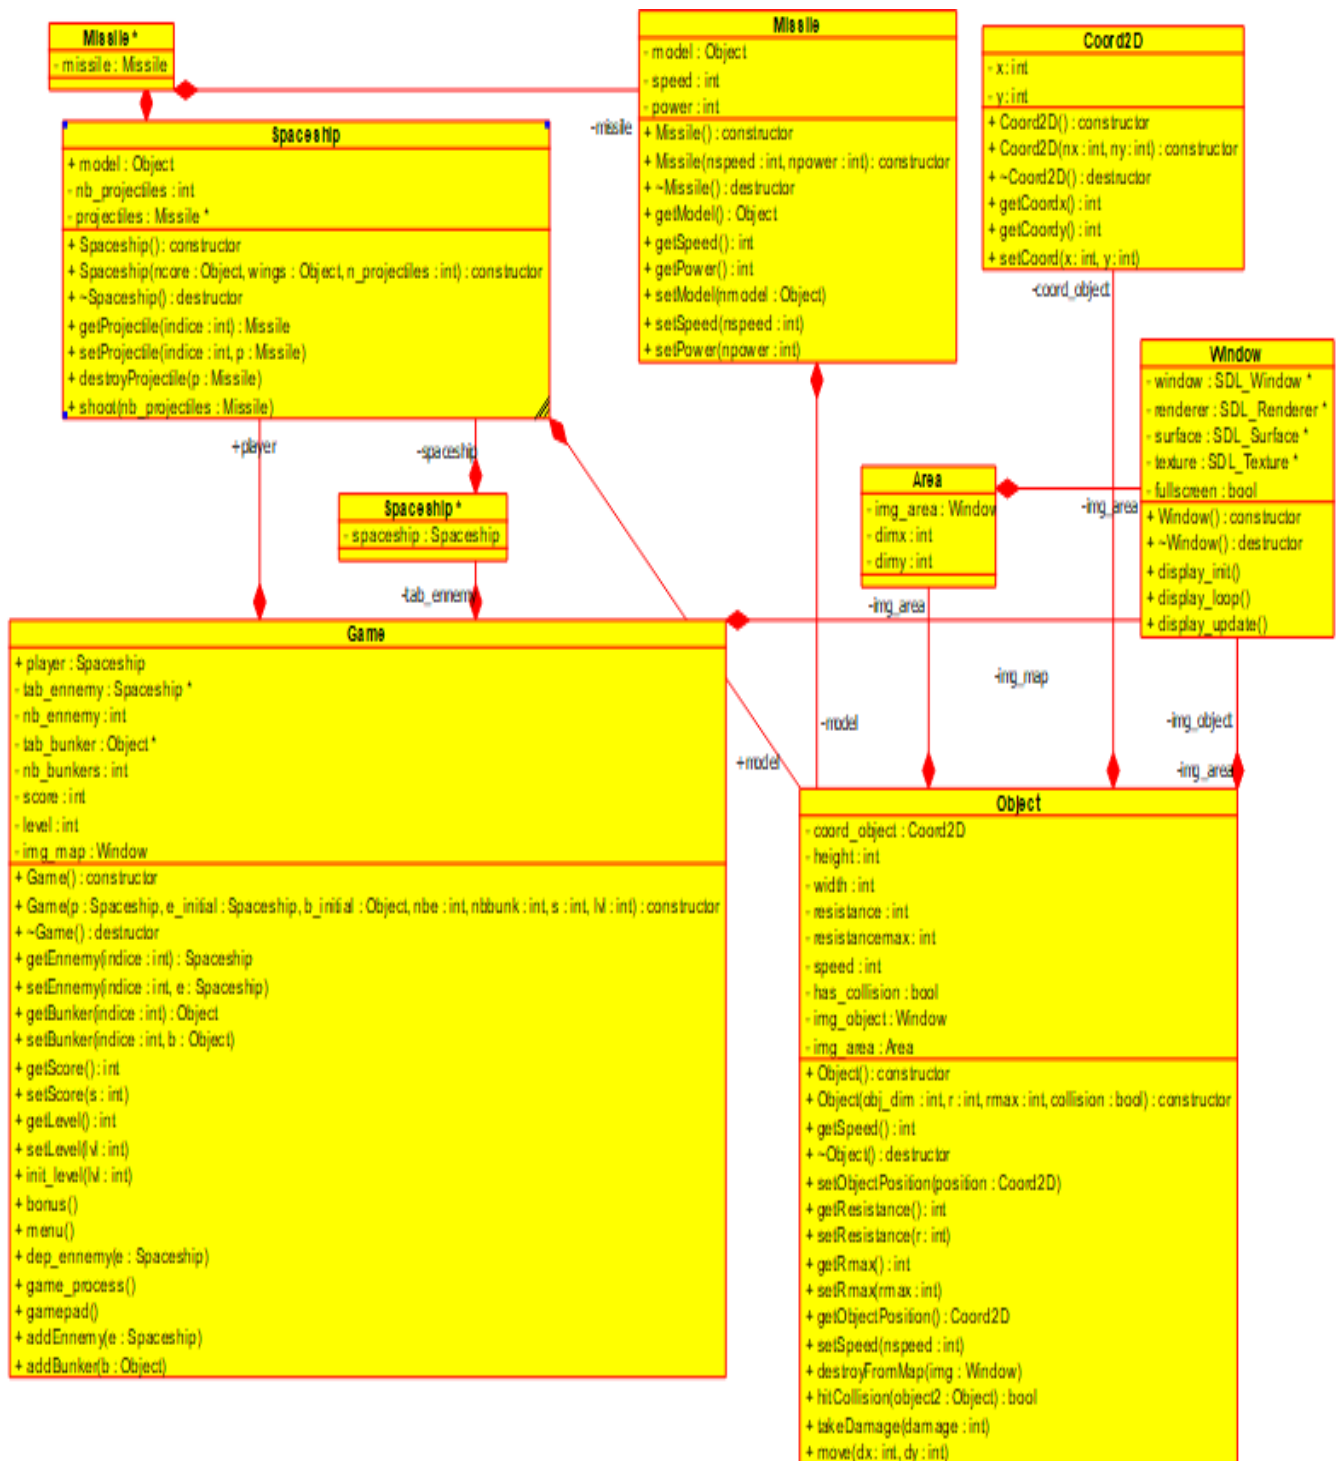 Missile *
- missile : Missile
Missile
- model : Object
- speed : int
- power : int
+ Missile() : constructor
+ Missile(nspeed : int, npower : int) : constructor
+ ~Missile() : destructor
+ getModel() : Object
+ getSpeed() : int
+ getPower() : int
+ setModel(nmodel : Object)
+ setSpeed(nspeed : int)
+ setPower(npower : int)
Coord2D
- x : int
- y : int
+ Coord2D() : constructor
+ Coord2D(nx : int, ny : int) : constructor
+ ~Coord2D() : destructor
+ getCoordx() : int
+ getCoordy() : int
+ setCoord(x : int, y : int)
-missile
Spaceship
+ model : Object
- nb_projectiles : int
- projectiles : Missile *
+ Spaceship() : constructor
+ Spaceship(ncore : Object, wings : Object, n_projectiles : int) : constructor
+ ~Spaceship() : destructor
+ getProjectile(indice : int) : Missile
+ setProjectile(indice : int, p : Missile)
+ destroyProjectile(p : Missile)
+ shoot(nb_projectiles : Missile)
-coord_object
Window
- window : SDL_Window *
- renderer : SDL_Renderer *
- surface : SDL_Surface *
- texture : SDL_Texture *
- fullscreen : bool
+ Window() : constructor
+ ~Window() : destructor
+ display_init()
+ display_loop()
+ display_update()
+player
-spaceship
Spaceship *
- spaceship : Spaceship
-tab_ennemy
Area
- img_area : Window
- dimx : int
- dimy : int
-img_area
-img_area
-img_map
-model
+model
-img_object
-img_area
Game
+ player : Spaceship
- tab_ennemy : Spaceship *
- nb_ennemy : int
- tab_bunker : Object *
- nb_bunkers : int
- score : int
- level : int
- img_map : Window
+ Game() : constructor
+ Game(p : Spaceship, e_initial : Spaceship, b_initial : Object, nbe : int, nbbunk : int, s : int, lvl : int) : constructor
+ ~Game() : destructor
+ getEnnemy(indice : int) : Spaceship
+ setEnnemy(indice : int, e : Spaceship)
+ getBunker(indice : int) : Object
+ setBunker(indice : int, b : Object)
+ getScore() : int
+ setScore(s : int)
+ getLevel() : int
+ setLevel(lvl : int)
+ init_level(lvl : int)
+ bonus()
+ menu()
+ dep_ennemy(e : Spaceship)
+ game_process()
+ gamepad()
+ addEnnemy(e : Spaceship)
+ addBunker(b : Object)
Object
- coord_object : Coord2D
- height : int
- width : int
- resistance : int
- resistancemax : int
- speed : int
- has_collision : bool
- img_object : Window
- img_area : Area
+ Object() : constructor
+ Object(obj_dim : int, r : int, rmax : int, collision : bool) : constructor
+ getSpeed() : int
+ ~Object() : destructor
+ setObjectPosition(position : Coord2D)
+ getResistance() : int
+ setResistance(r : int)
+ getRmax() : int
+ setRmax(rmax : int)
+ getObjectPosition() : Coord2D
+ setSpeed(nspeed : int)
+ destroyFromMap(img : Window)
+ hitCollision(object2 : Object) : bool
+ takeDamage(damage : int)
+ move(dx : int, dy : int)